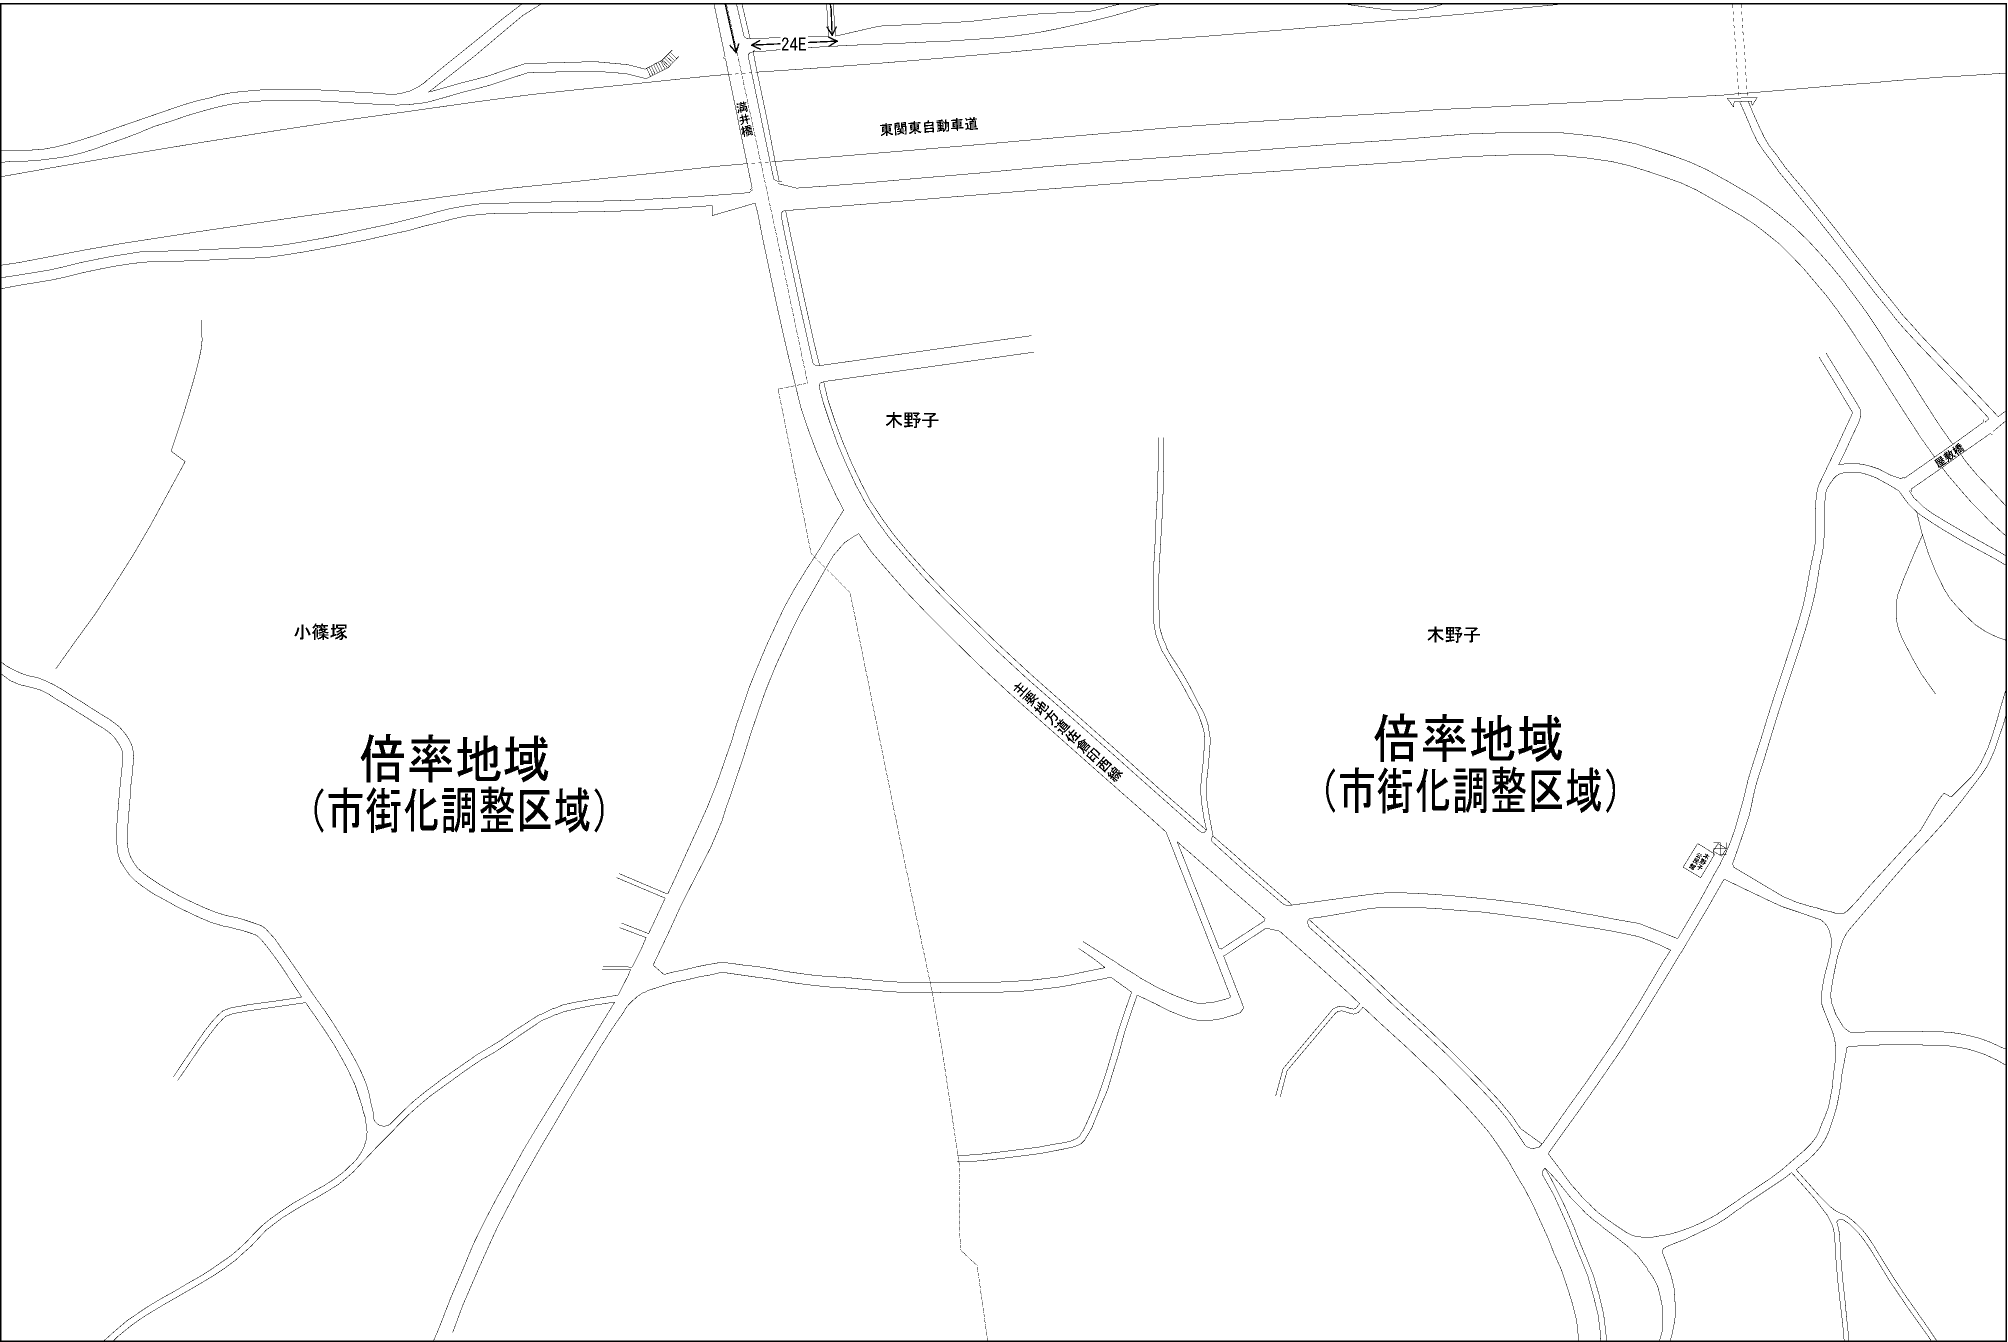 24E
満井橋
東関東自動車道
木野子
屋敷橋
小篠塚
木野子
主要地方道佐倉印西線
倍率地域
(市街化調整区域)
倍率地域
(市街化調整区域)